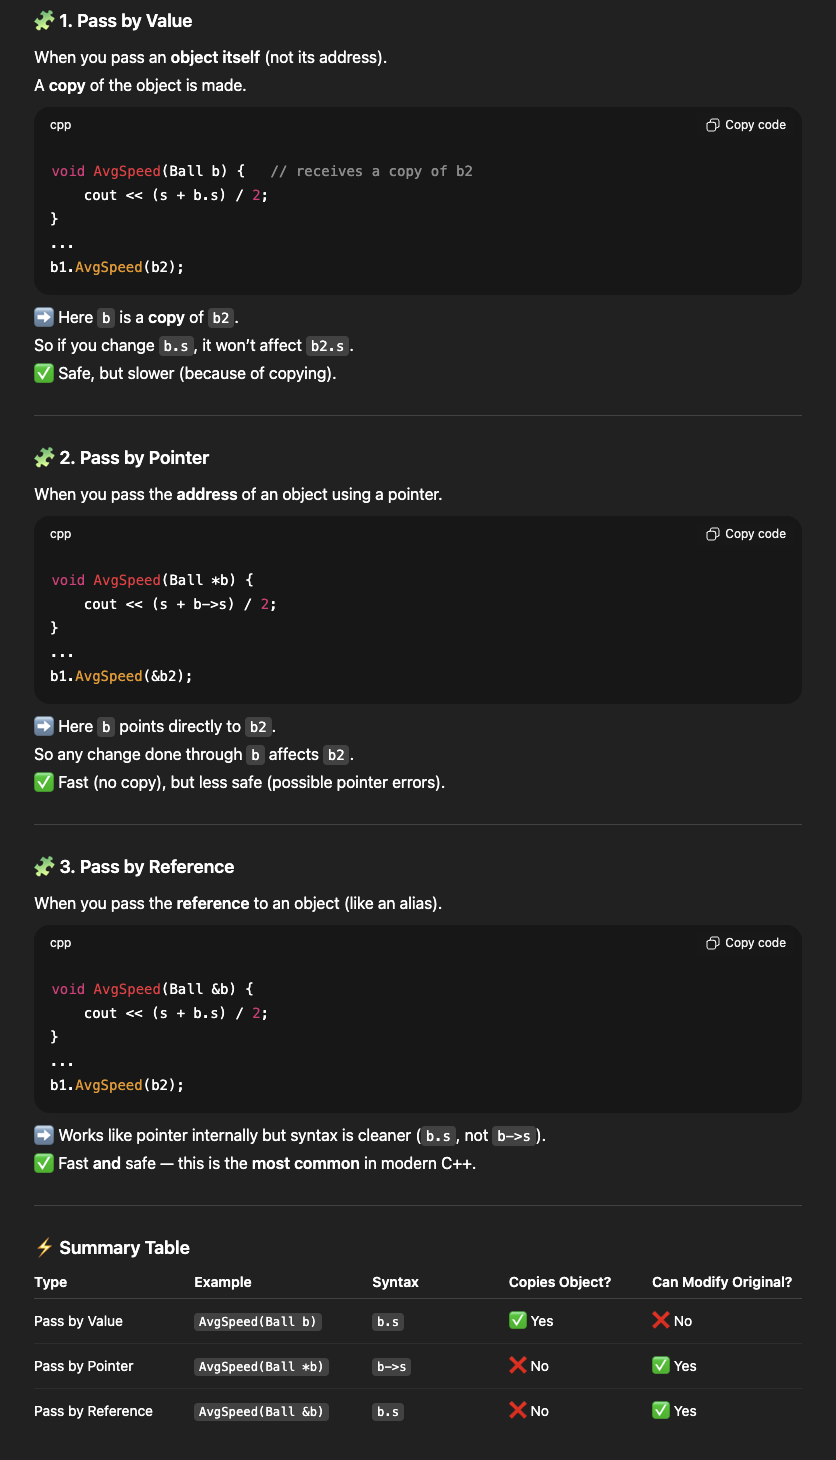 🧩 1. Pass by Value
When you pass an object itself (not its address).
A copy of the object is made.
cpp Copy code
void AvgSpeed(Ball b) {   // receives a copy of b2
    cout << (s + b.s) / 2;
}
...
b1.AvgSpeed(b2);
➡️ Here b is a copy of b2.
So if you change b.s, it won’t affect b2.s.
✅ Safe, but slower (because of copying).
🧩 2. Pass by Pointer
When you pass the address of an object using a pointer.
cpp Copy code
void AvgSpeed(Ball *b) {
    cout << (s + b->s) / 2;
}
...
b1.AvgSpeed(&b2);
➡️ Here b points directly to b2.
So any change done through b affects b2.
✅ Fast (no copy), but less safe (possible pointer errors).
🧩 3. Pass by Reference
When you pass the reference to an object (like an alias).
cpp Copy code
void AvgSpeed(Ball &b) {
    cout << (s + b.s) / 2;
}
...
b1.AvgSpeed(b2);
➡️ Works like pointer internally but syntax is cleaner (b.s, not b->s).
✅ Fast and safe — this is the most common in modern C++.
⚡ Summary Table
Type Example Syntax Copies Object? Can Modify Original?
Pass by Value AvgSpeed(Ball b) b.s ✅ Yes ❌ No
Pass by Pointer AvgSpeed(Ball *b) b->s ❌ No ✅ Yes
Pass by Reference AvgSpeed(Ball &b) b.s ❌ No ✅ Yes